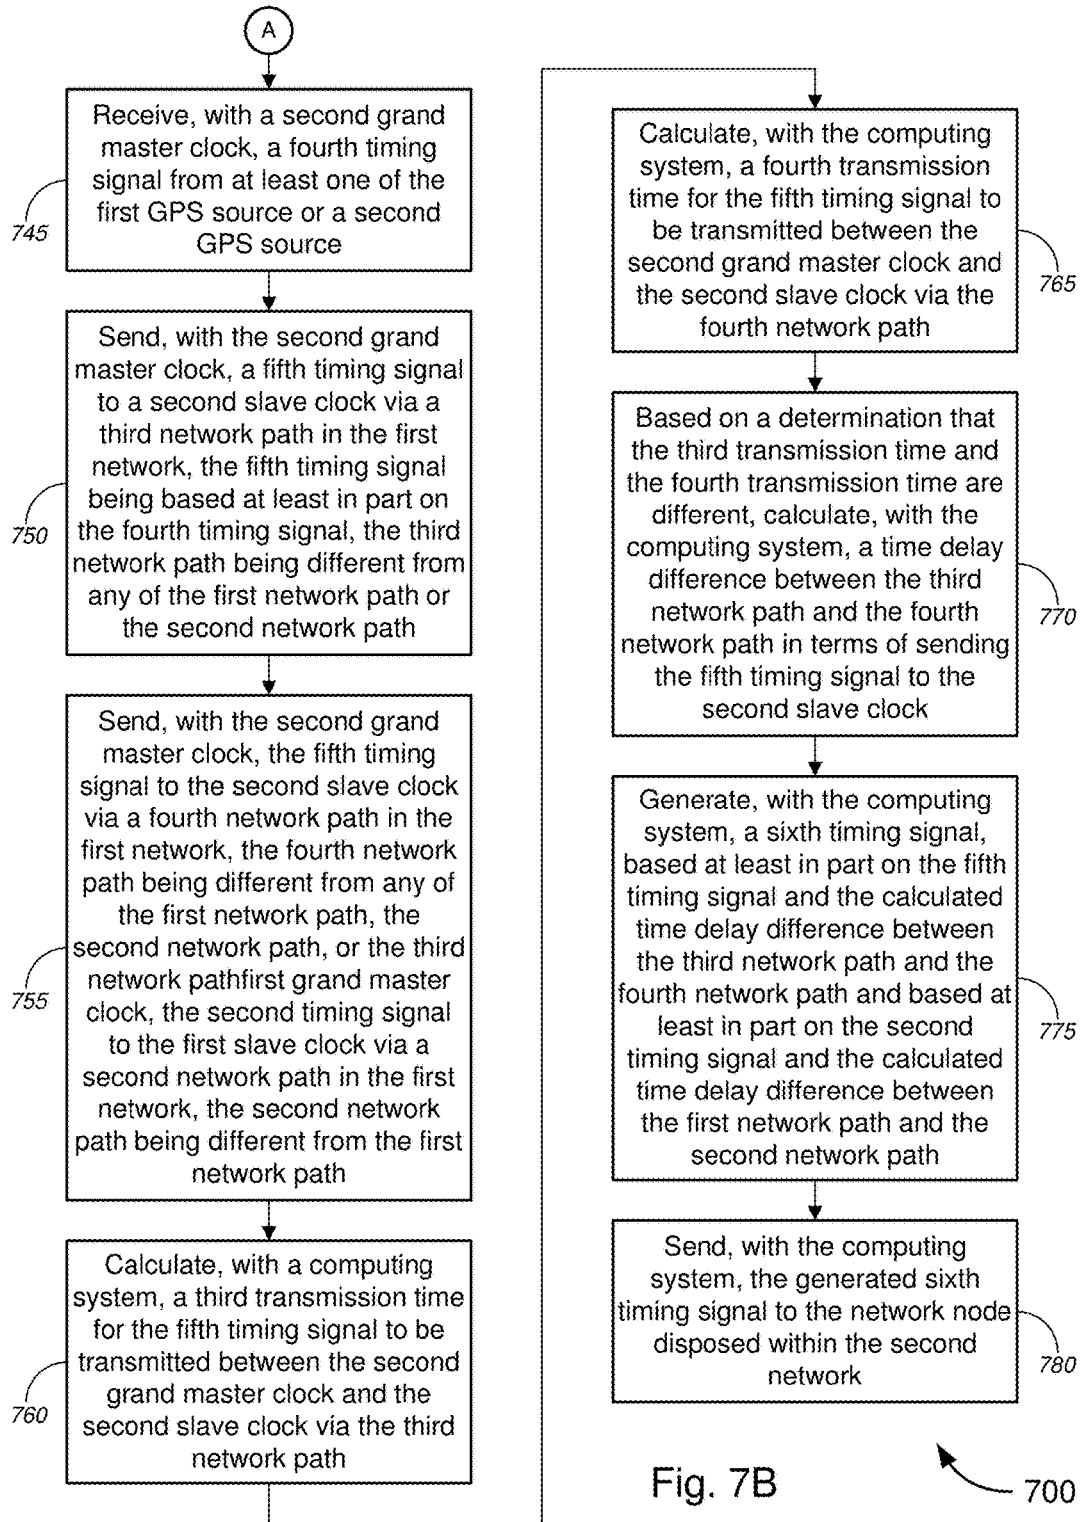 A
Receive, with a second grand
master clock, a fourth timing
signal from at least one of the
first GPS source or a second
GPS source
745
Send, with the second grand
master clock, a fifth timing signal
to a second slave clock via a
third network path in the first
network, the fifth timing signal
being based at least in part on
the fourth timing signal, the third
network path being different from
any of the first network path or
the second network path
750
Send, with the second grand
master clock, the fifth timing
signal to the second slave clock
via a fourth network path in the
first network, the fourth network
path being different from any of
the first network path, the
second network path, or the third
network pathfirst grand master
clock, the second timing signal
to the first slave clock via a
second network path in the first
network, the second network
path being different from the first
network path
755
Calculate, with a computing
system, a third transmission time
for the fifth timing signal to be
transmitted between the second
grand master clock and the
second slave clock via the third
network path
760
Calculate, with the computing
system, a fourth transmission
time for the fifth timing signal to
be transmitted between the
second grand master clock and
the second slave clock via the
fourth network path
765
Based on a determination that
the third transmission time and
the fourth transmission time are
different, calculate, with the
computing system, a time delay
difference between the third
network path and the fourth
network path in terms of sending
the fifth timing signal to the
second slave clock
770
Generate, with the computing
system, a sixth timing signal,
based at least in part on the fifth
timing signal and the calculated
time delay difference between
the third network path and the
fourth network path and based at
least in part on the second
timing signal and the calculated
time delay difference between
the first network path and the
second network path
775
Send, with the computing
system, the generated sixth
timing signal to the network node
disposed within the second
network
780
Fig. 7B
700